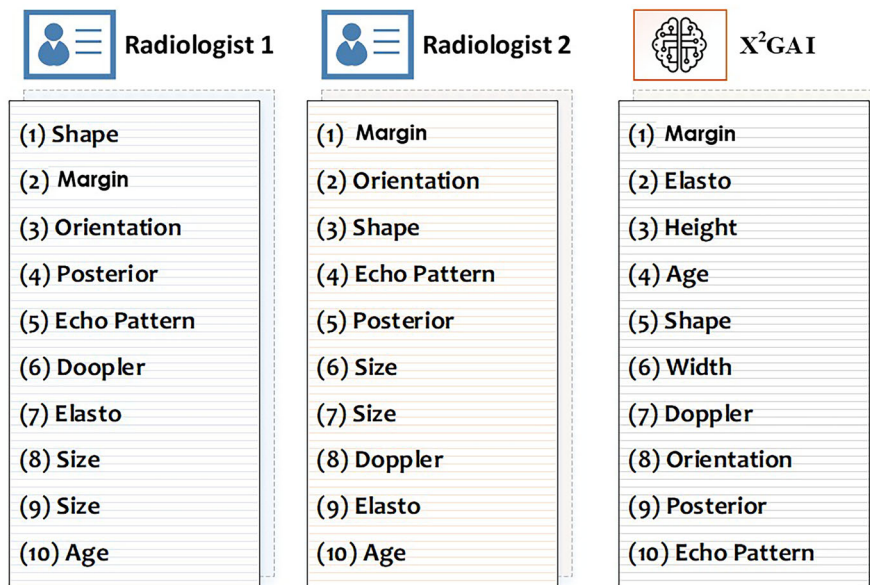 Radiologist 1
(1) Shape
(2) Margin
(3) Orientation
(4) Posterior
(5) Echo Pattern
(6) Doopler
(7) Elasto
(8) Size
(9) Size
(10) Age
Radiologist 2
(1) Margin
(2) Orientation
(3) Shape
(4) Echo Pattern
(5) Posterior
(6) Size
(7) Size
(8) Doppler
(9) Elasto
(10) Age
X²GAI
(1) Margin
(2) Elasto
(3) Height
(4) Age
(5) Shape
(6) Width
(7) Doppler
(8) Orientation
(9) Posterior
(10) Echo Pattern